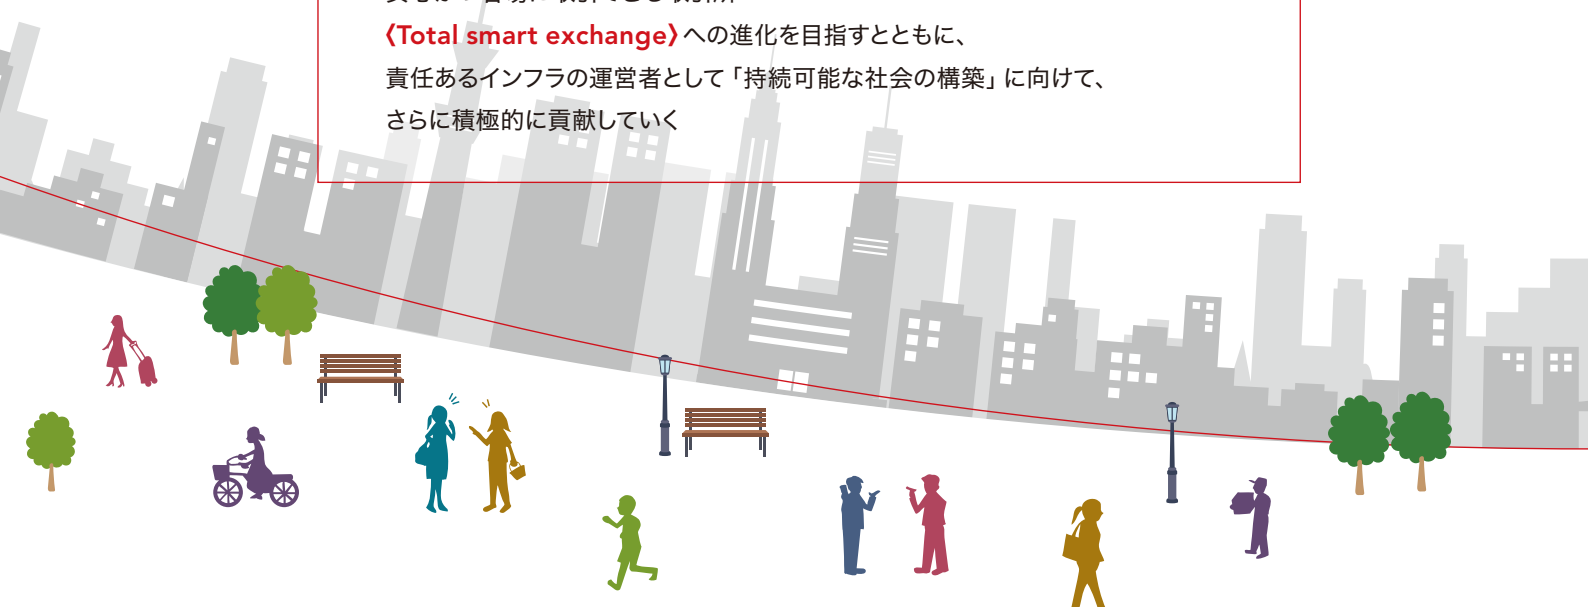 〈Total smart exchange〉への進化を目指すとともに、
責任あるインフラの運営者として「持続可能な社会の構築」に向けて、
さらに積極的に貢献していく